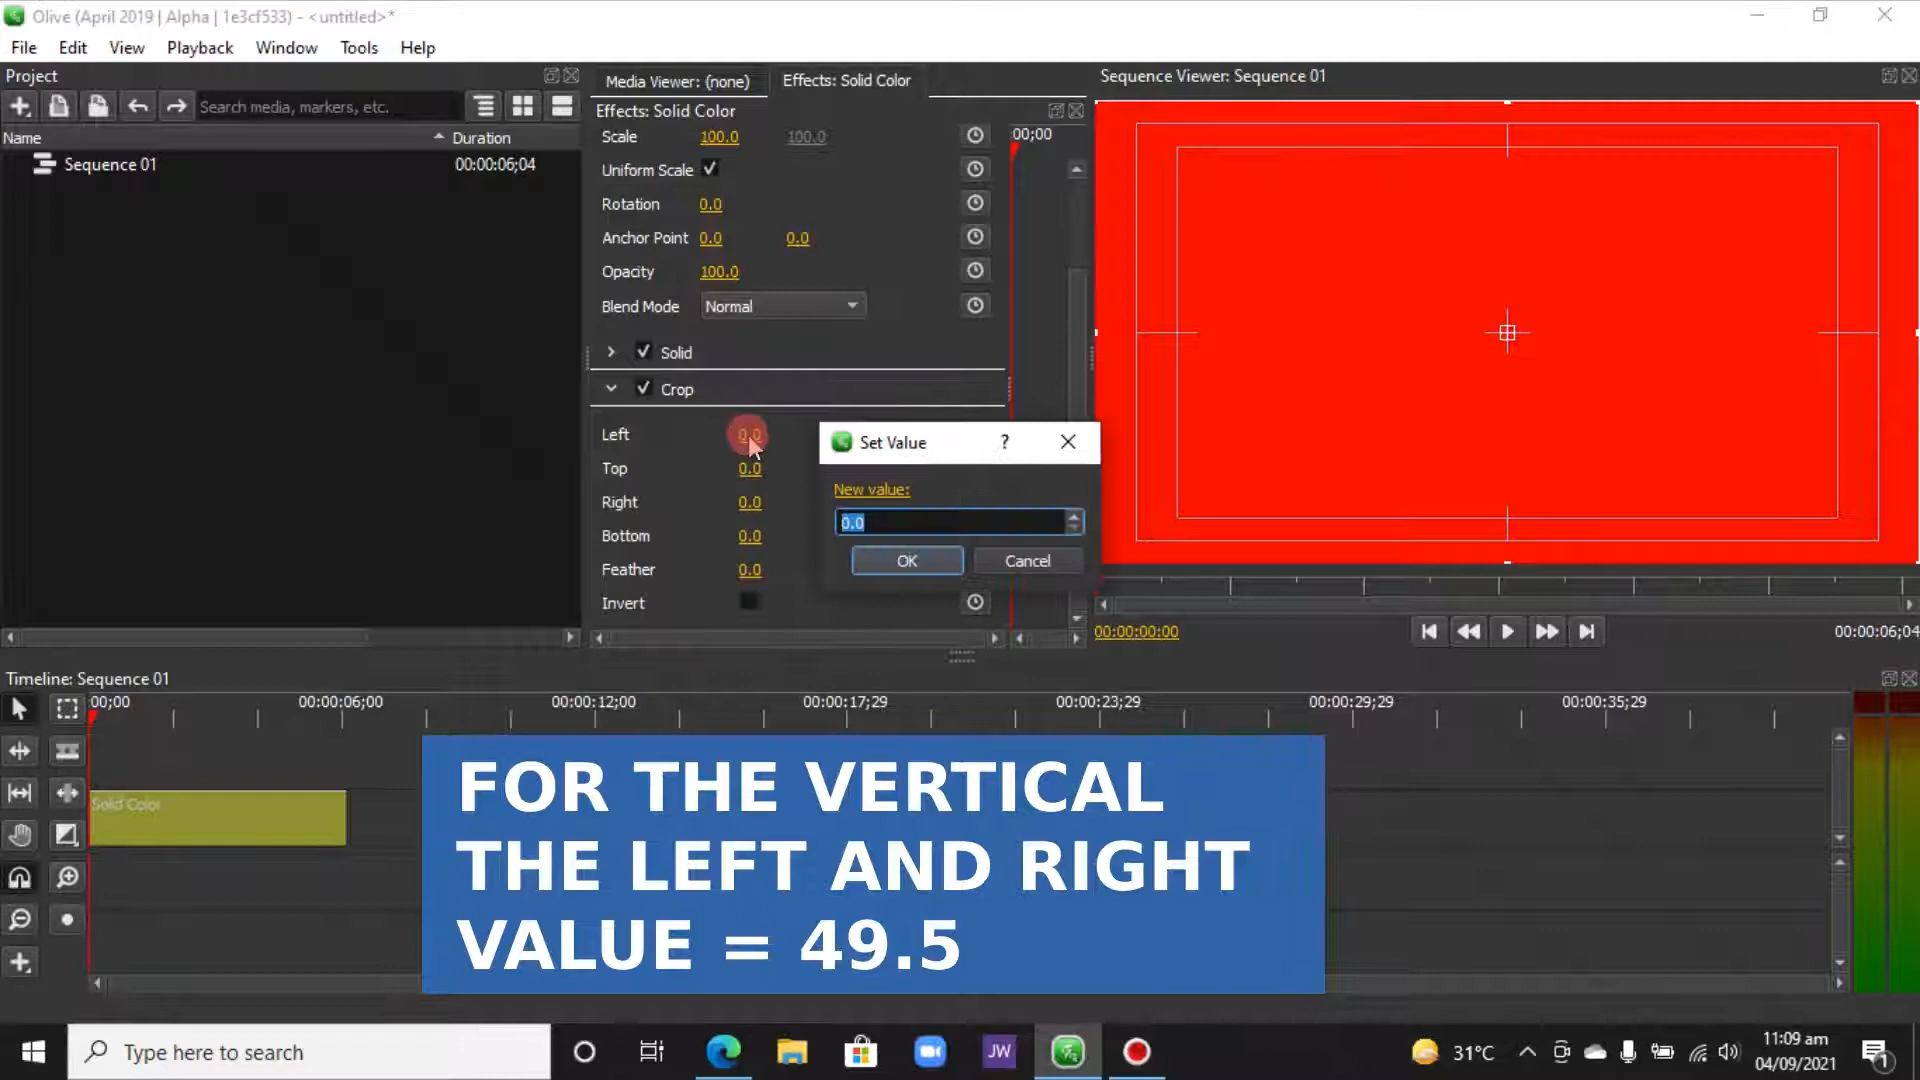 Olive (April 2019 | Alpha | 1e3cf533) - <untitled>*
File Edit View Playback Window Tools Help
Project
Search media, markers, etc.
Name Duration
Sequence 01 00:00:06;04
Media Viewer: (none) Effects: Solid Color
Effects: Solid Color
00;00
Scale 100.0 100.0
Uniform Scale
Rotation 0.0
Anchor Point 0.0 0.0
Opacity 100.0
Blend Mode Normal
Solid
Crop
Left 0.0
Top 0.0
Right 0.0
Bottom 0.0
Feather 0.0
Invert
Set Value ?
New value:
0.0
OK Cancel
Sequence Viewer: Sequence 01
00:00:00:00 00:00:06;04
Timeline: Sequence 01
00;00 00:00:06;00 00:00:12;00 00:00:17;29 00:00:23;29 00:00:29;29 00:00:35;29
Solid Color
FOR THE VERTICAL
THE LEFT AND RIGHT
VALUE = 49.5
Type here to search
JW
31°C
11:09 am
04/09/2021
1